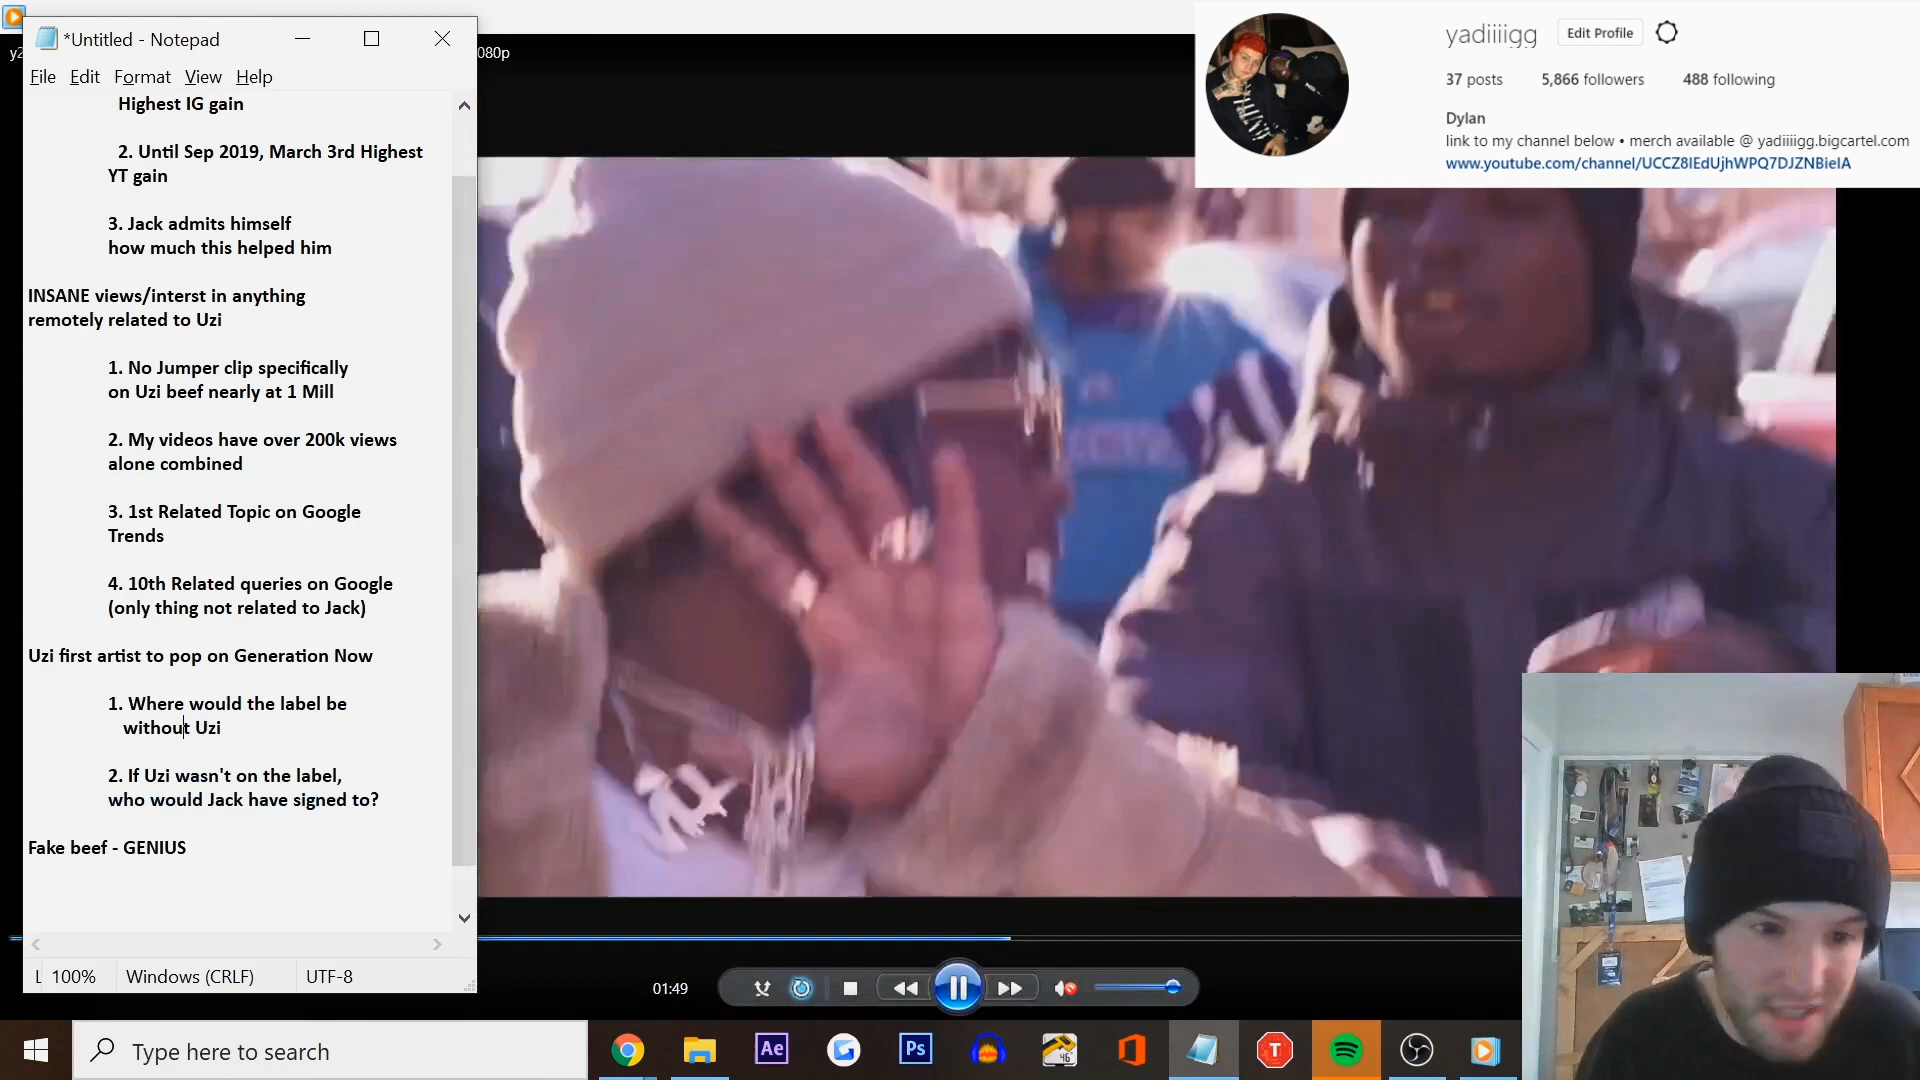 *Untitled - Notepad
File Edit Format View Help
Highest IG gain
2. Until Sep 2019, March 3rd Highest
YT gain
3. Jack admits himself
how much this helped him
INSANE views/interst in anything
remotely related to Uzi
1. No Jumper clip specifically
on Uzi beef nearly at 1 Mill
2. My videos have over 200k views
alone combined
3. 1st Related Topic on Google
Trends
4. 10th Related queries on Google
(only thing not related to Jack)
Uzi first artist to pop on Generation Now
1. Where would the label be
without Uzi
2. If Uzi wasn't on the label,
who would Jack have signed to?
Fake beef - GENIUS
L 100% Windows (CRLF) UTF-8
y2
080p
yadiiiigg Edit Profile
37 posts 5,866 followers 488 following
Dylan
link to my channel below • merch available @ yadiiiigg.bigcartel.com
www.youtube.com/channel/UCCZ8lEdUjhWPQ7DJZNBielA
01:49
Type here to search
Ae
Ps
46°
T